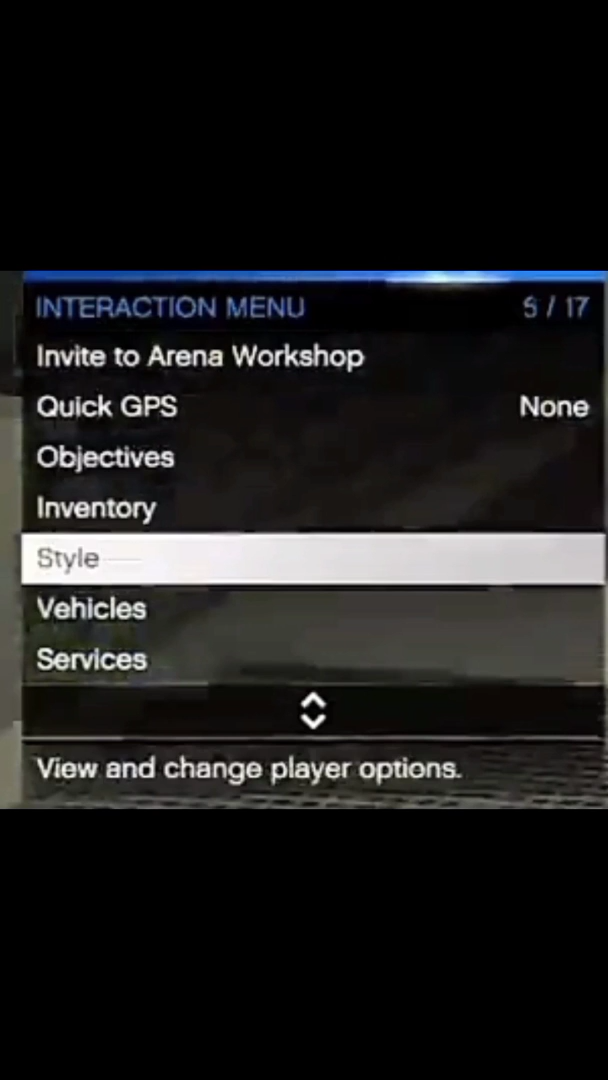 INTERACTION MENU 5 / 17
Invite to Arena Workshop
Quick GPS None
Objectives
Inventory
Style
Vehicles
Services
View and change player options.